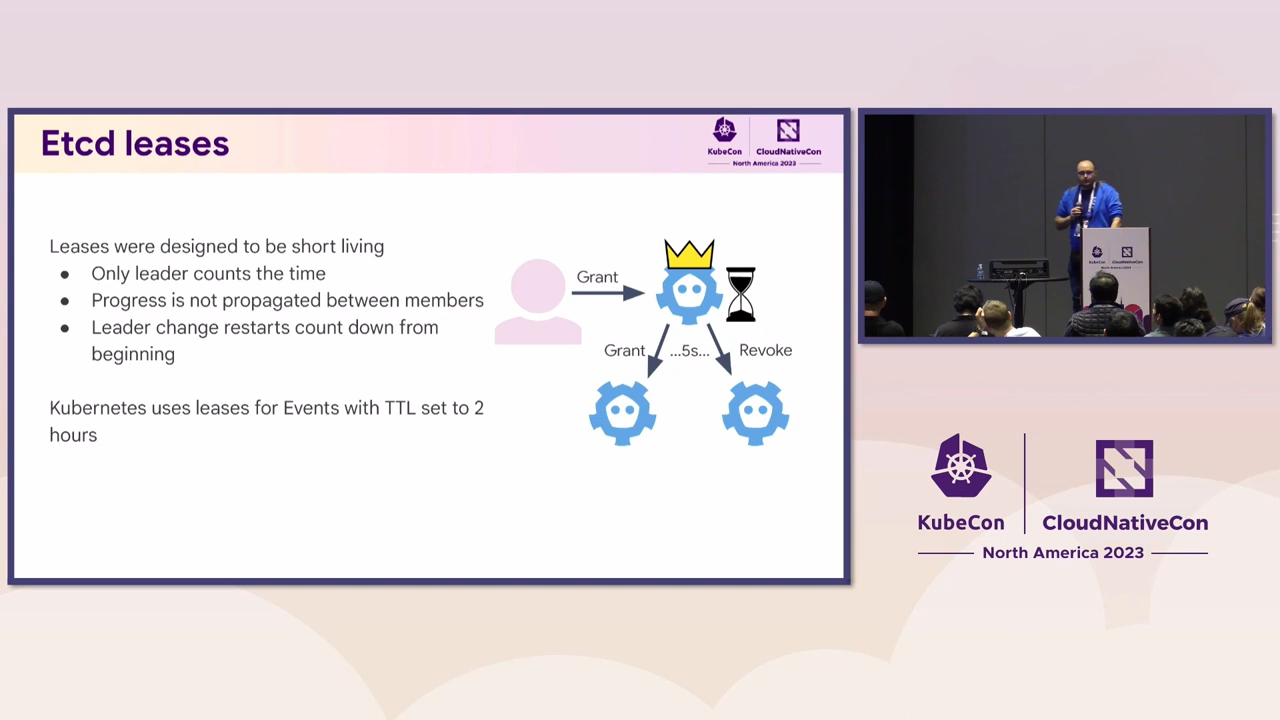 Etcd leases
KubeCon
CloudNativeCon
North America 2023
Leases were designed to be short living
● Only leader counts the time
● Progress is not propagated between members
● Leader change restarts count down from
beginning
Kubernetes uses leases for Events with TTL set to 2
hours
Grant
Grant
...5s...
Revoke
KubeCon
CloudNativeCon
North America 2023